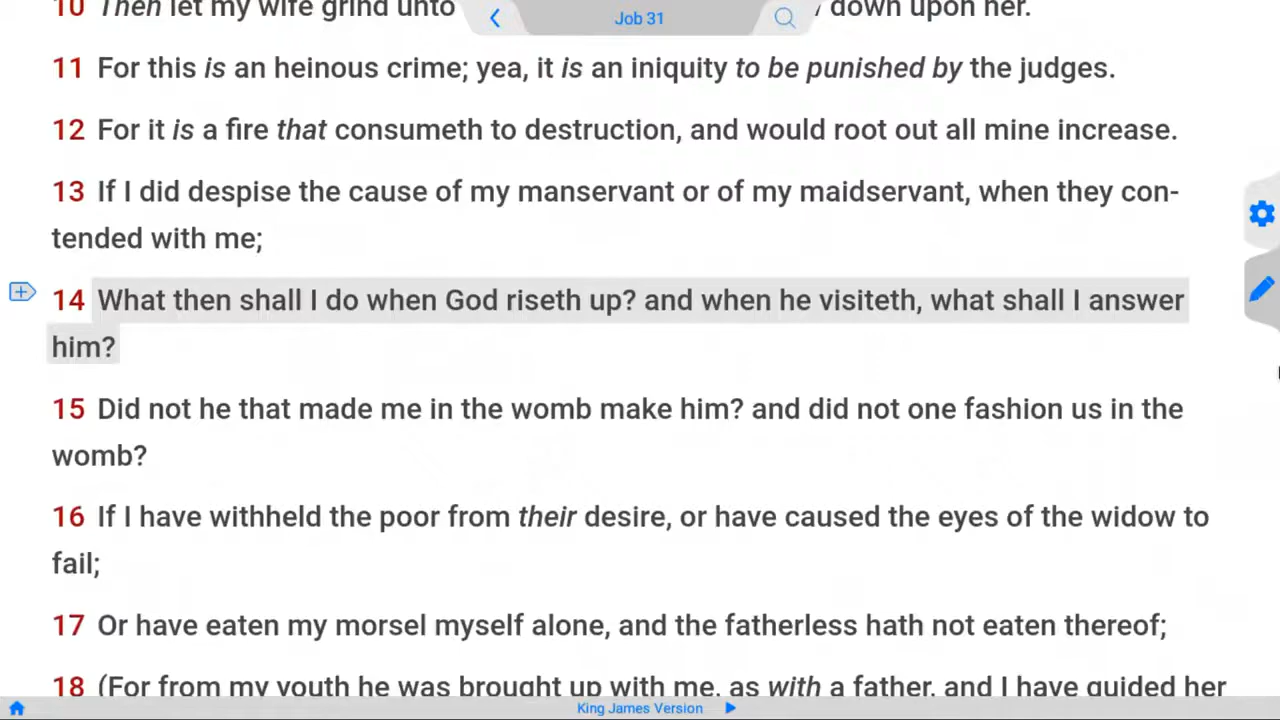 10 Then let my wife grind unto
down upon her.
Job 31
11 For this is an heinous crime; yea, it is an iniquity to be punished by the judges.
12 For it is a fire that consumeth to destruction, and would root out all mine increase.
13 If I did despise the cause of my manservant or of my maidservant, when they con-
tended with me;
14 What then shall I do when God riseth up? and when he visiteth, what shall I answer
him?
15 Did not he that made me in the womb make him? and did not one fashion us in the
womb?
16 If I have withheld the poor from their desire, or have caused the eyes of the widow to
fail;
17 Or have eaten my morsel myself alone, and the fatherless hath not eaten thereof;
18 (For from my youth he was brought up with me, as with a father, and I have guided her
King James Version